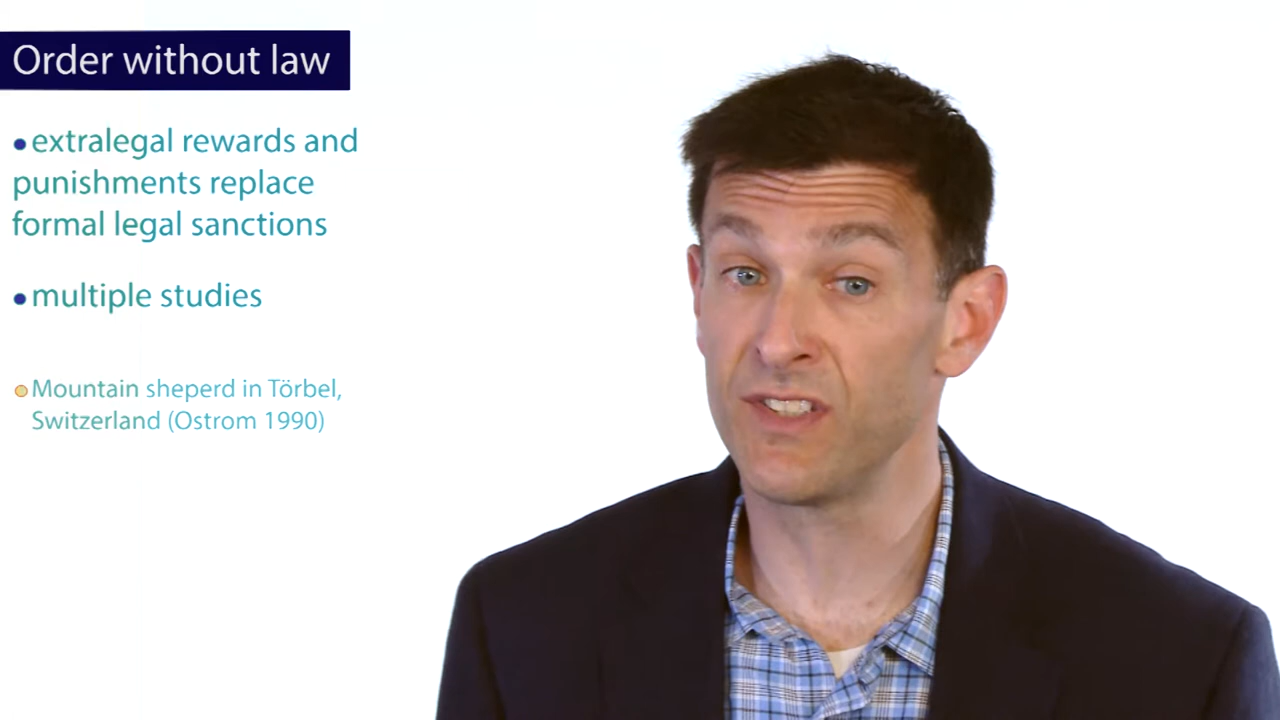 Order without law
• extralegal rewards and
punishments replace
formal legal sanctions
• multiple studies
Mountain sheperd in Törbel,
Switzerland (Ostrom 1990)